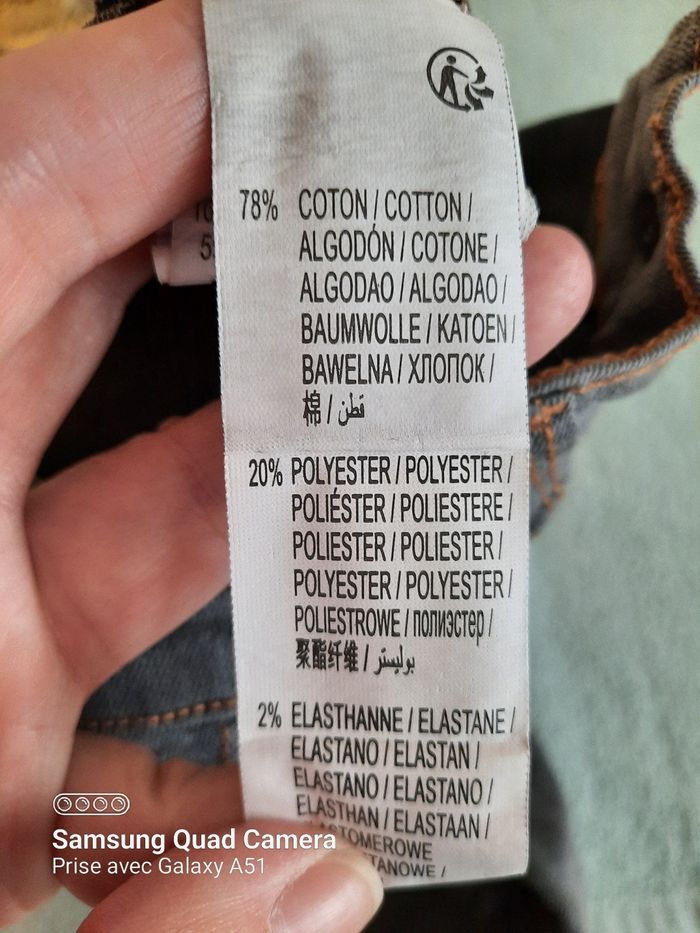 78% COTON / COTTON /
ALGODÓN / COTONE /
ALGODAO / ALGODAO /
BAUMWOLLE / KATOEN /
BAWELNA / ХЛОПОК /
棉 / قطن
20% POLYESTER / POLYESTER /
POLIÉSTER / POLIESTERE /
POLIESTER / POLIESTER /
POLYESTER / POLYESTER /
POLIESTROWE / полиэстер /
聚酯纤维 / بوليستر
2% ELASTHANNE / ELASTANE /
ELASTANO / ELASTAN /
ELASTANO / ELASTANO /
ELASTHAN / ELASTAAN /
Samsung Quad Camera
Prise avec Galaxy A51